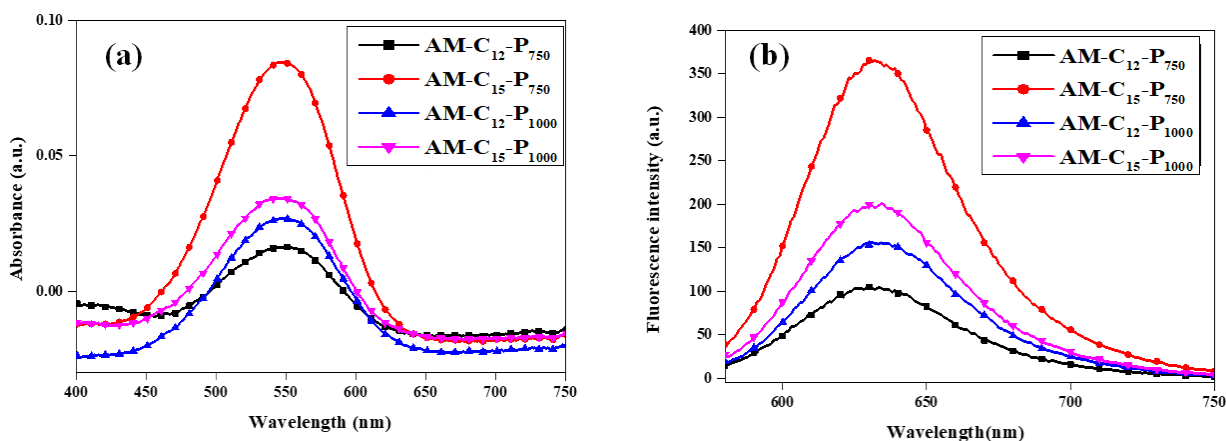 (a)
AM-C12-P750
AM-C15-P750
AM-C12-P1000
AM-C15-P1000
0.10
0.05
0.00
Absorbance (a.u.)
400 450 500 550 600 650 700 750
Wavelength (nm)
(b)
AM-C12-P750
AM-C15-P750
AM-C12-P1000
AM-C15-P1000
400
350
300
250
200
150
100
50
0
Fluorescence intensity (a.u.)
600 650 700 750
Wavelength(nm)